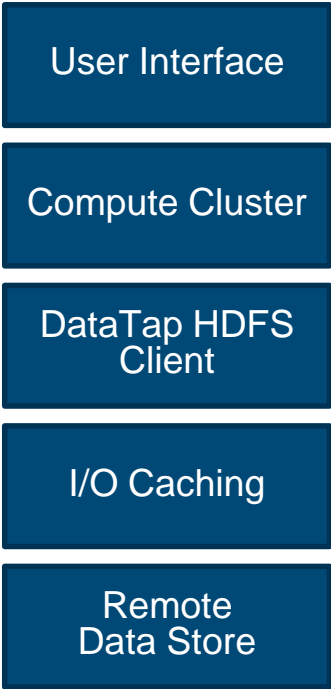 User Interface
Compute Cluster
DataTap HDFS
Client
I/O Caching
Remote
Data Store